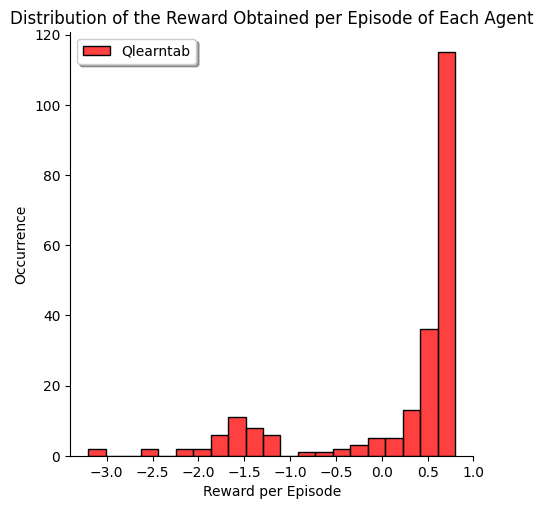 Distribution of the Reward Obtained per Episode of Each Agent
Qlearntab
120
100
80
60
40
20
0
Occurrence
−3.0 −2.5 −2.0 −1.5 −1.0 −0.5 0.0 0.5 1.0
Reward per Episode